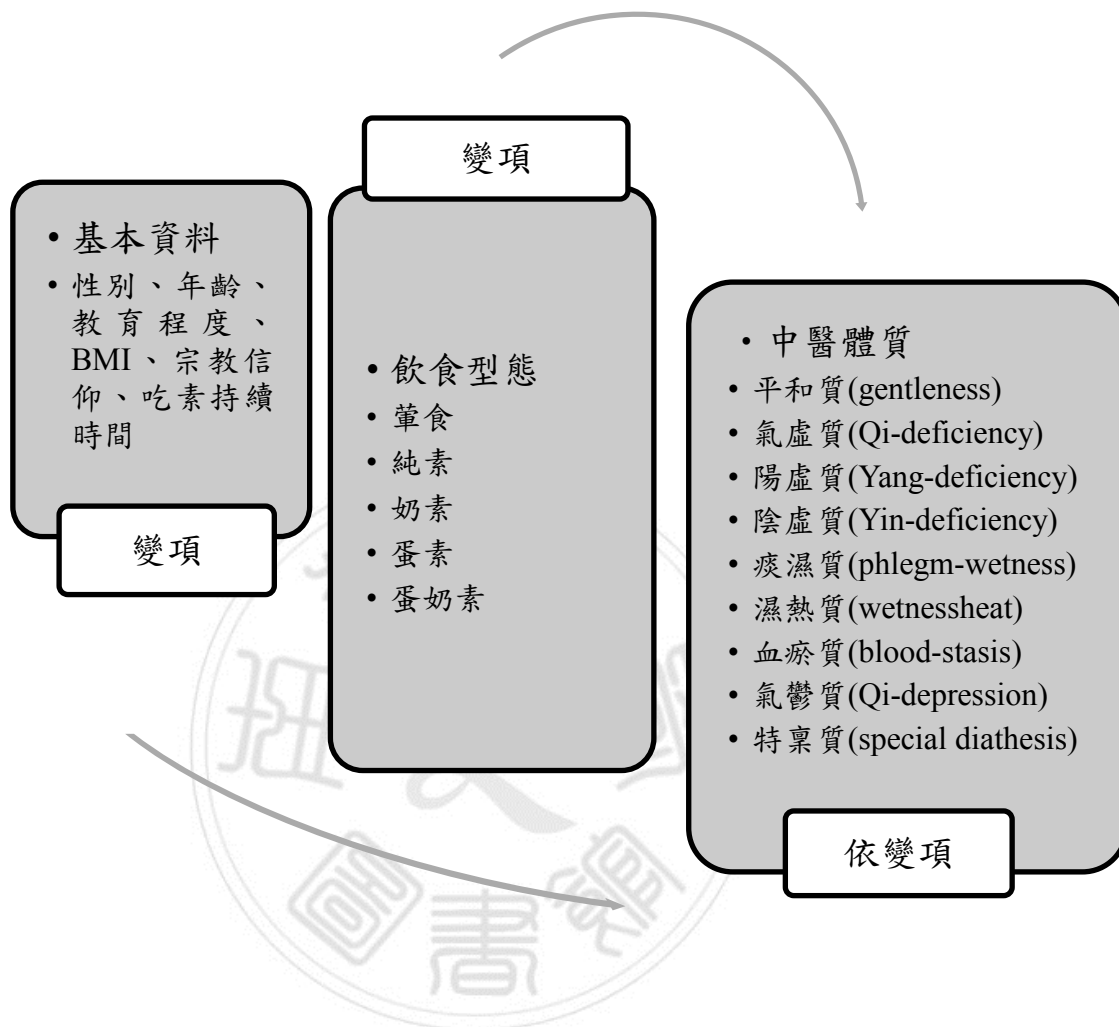 變項
• 基本資料
• 性別、年齡、
教育程度、
BMI、宗教信
仰、吃素持續
時間
變項
• 飲食型態
• 葷食
• 純素
• 奶素
• 蛋素
• 蛋奶素
• 中醫體質
• 平和質(gentleness)
• 氣虛質(Qi-deficiency)
• 陽虛質(Yang-deficiency)
• 陰虛質(Yin-deficiency)
• 痰濕質(phlegm-wetness)
• 濕熱質(wetnessheat)
• 血瘀質(blood-stasis)
• 氣鬱質(Qi-depression)
• 特稟質(special diathesis)
依變項
書